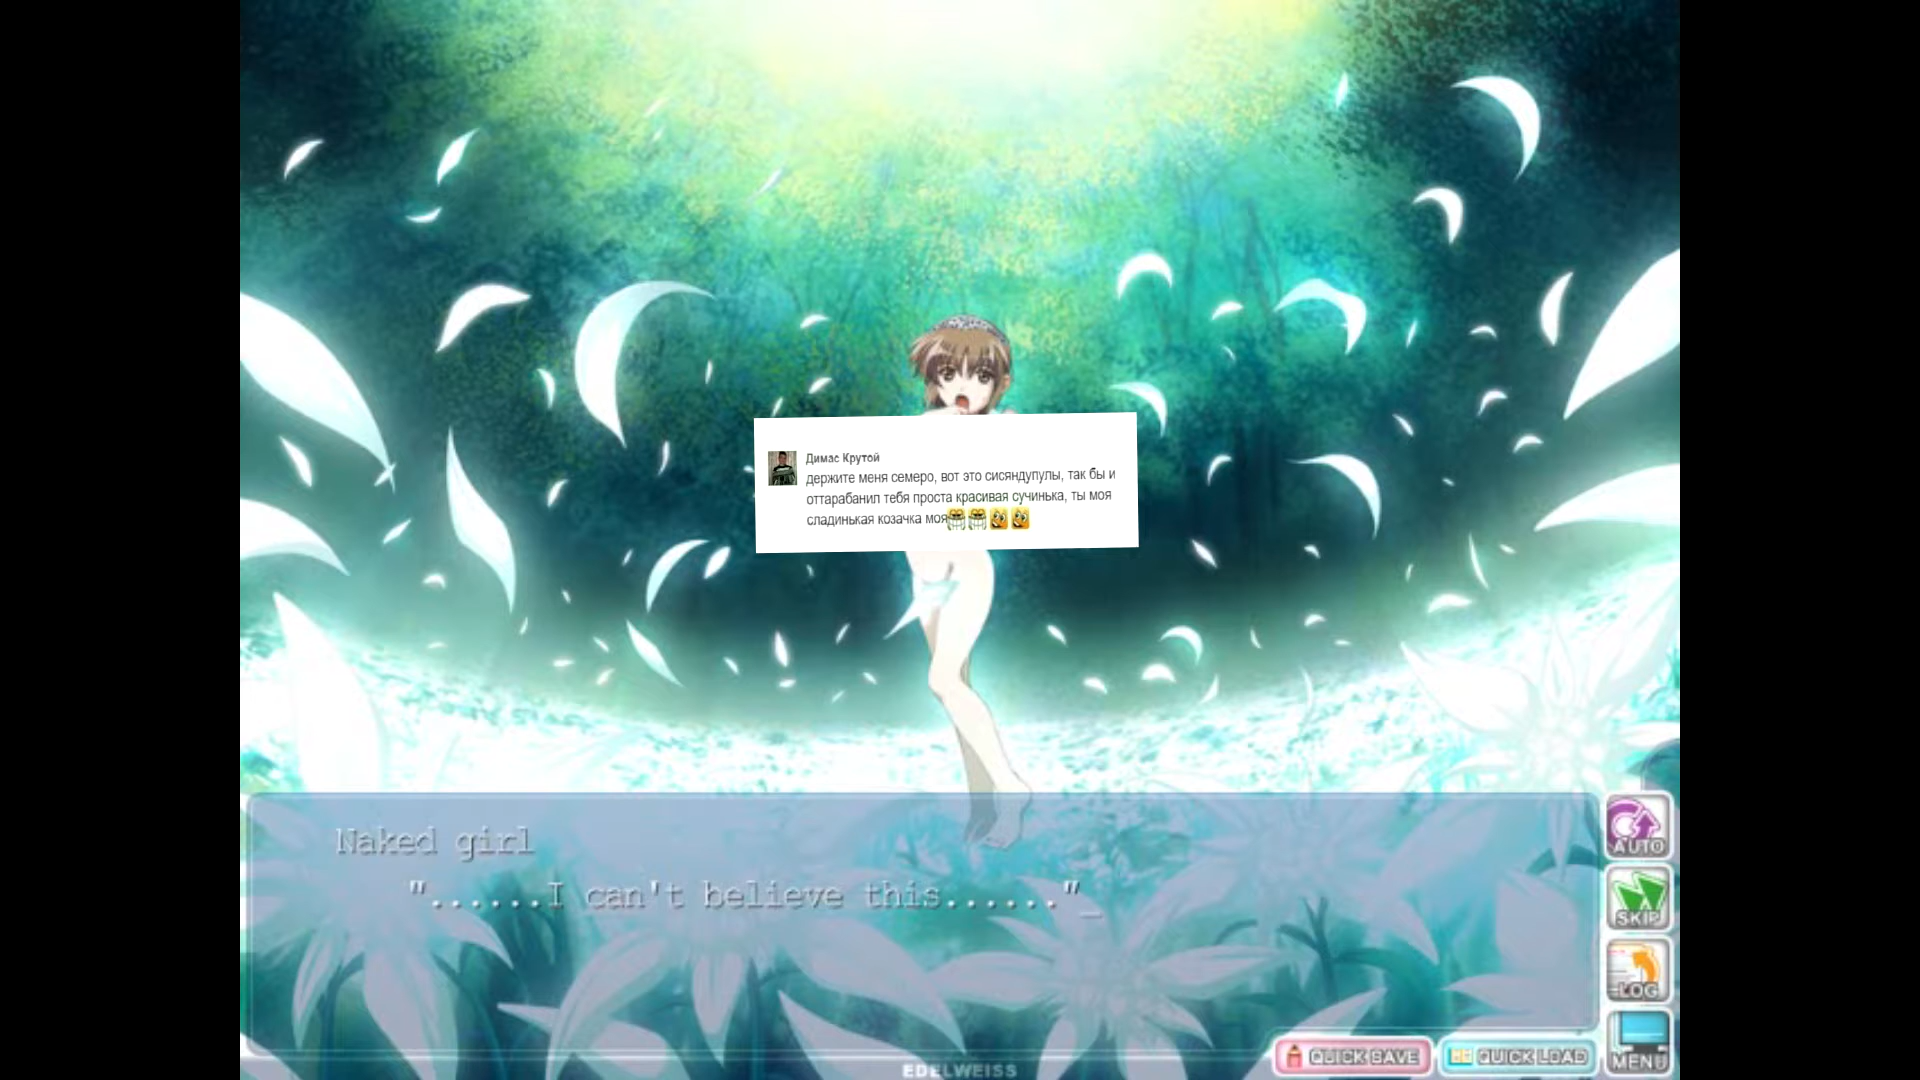 Димас Крутой
держите меня семеро, вот это сисяндупулы, так бы и
оттарабанил тебя проста красивая сучинька, ты моя
сладинькая козачка моя
Naked girl
"......I can't believe this......"_
AUTO
SKIP
LOG
MENU
QUICK SAVE
QUICK LOAD
EDELWEISS